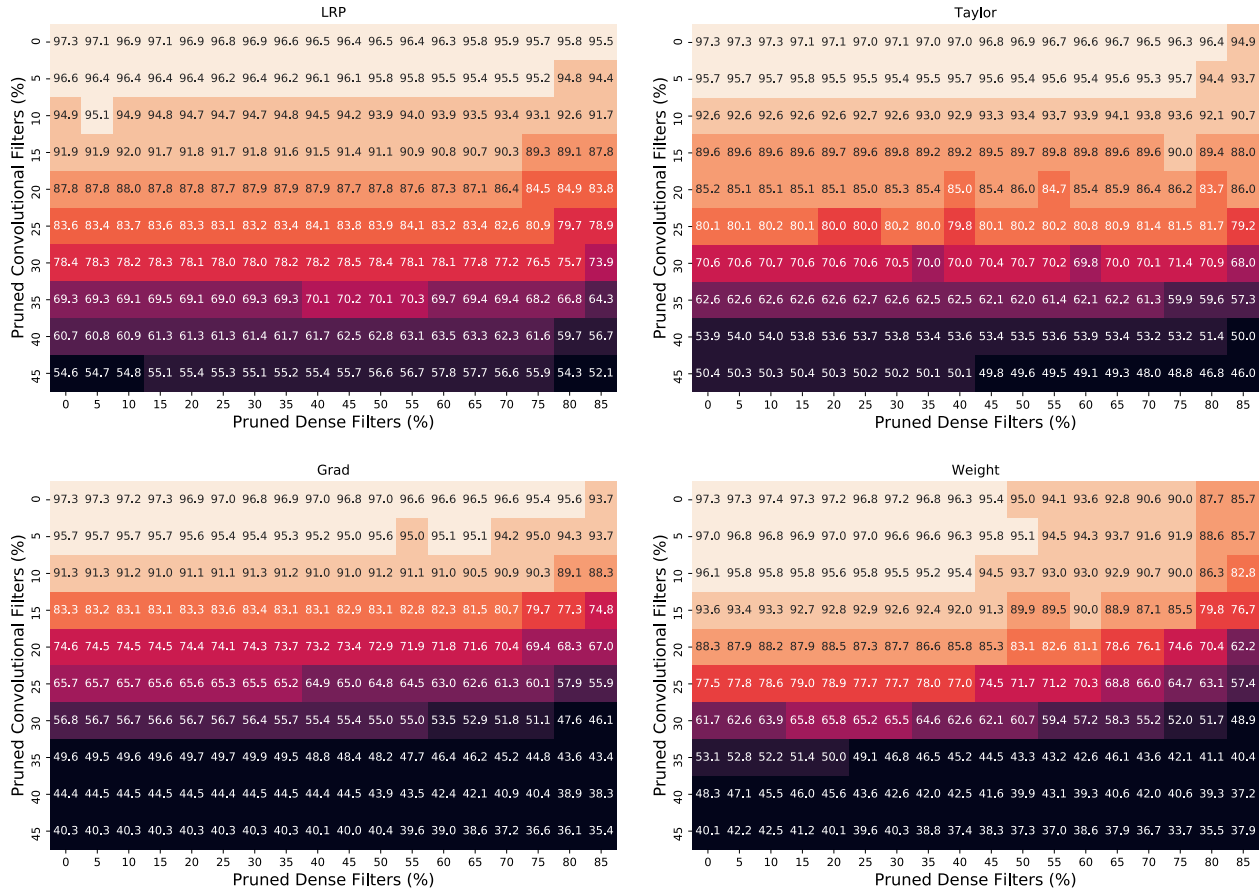 LRP
0 97.3 97.1 96.9 97.1 96.9 96.8 96.9 96.6 96.5 96.4 96.5 96.4 96.3 95.8 95.9 95.7 95.8 95.5
5 96.6 96.4 96.4 96.4 96.4 96.2 96.4 96.2 96.1 96.1 95.8 95.8 95.5 95.4 95.5 95.2 94.8 94.4
10 94.9 95.1 94.9 94.8 94.7 94.7 94.8 94.7 94.5 94.2 93.9 94.0 93.9 93.5 93.4 93.1 92.6 91.7
15 91.9 91.9 92.0 91.7 91.8 91.7 91.8 91.6 91.5 91.4 91.1 90.9 90.8 90.7 90.3 89.3 89.1 87.8
20 87.8 87.8 88.0 87.8 87.8 87.7 87.9 87.9 87.9 87.7 87.8 87.6 87.3 87.1 86.4 84.5 84.9 83.8
25 83.6 83.4 83.6 83.3 83.4 83.1 83.2 83.4 84.1 83.8 83.9 84.1 83.2 83.4 82.6 80.9 79.7 78.9
30 78.4 78.3 78.2 78.3 78.1 78.0 78.0 78.2 78.2 78.5 78.4 78.1 78.1 77.8 77.2 76.5 75.7 73.9
35 69.3 69.3 69.1 69.5 69.1 69.0 69.3 69.3 70.1 70.2 70.1 70.3 69.7 69.4 69.4 68.2 66.8 64.3
40 60.7 60.8 60.9 61.3 61.3 61.3 61.4 61.7 61.7 62.5 62.8 63.1 63.5 63.3 62.3 61.6 59.7 56.7
45 54.6 54.7 54.8 55.1 55.4 55.3 55.1 55.2 55.4 55.7 56.6 56.7 57.8 57.7 56.6 55.9 54.3 52.1
0 5 10 15 20 25 30 35 40 45 50 55 60 65 70 75 80 85
Pruned Dense Filters (%)
Pruned Convolutional Filters (%)
Taylor
0 97.3 97.3 97.3 97.1 97.1 97.0 97.1 97.0 97.0 96.8 96.9 96.7 96.6 96.7 96.5 96.3 96.4 94.9
5 95.7 95.7 95.7 95.8 95.5 95.6 95.4 95.5 95.7 95.6 95.4 95.6 95.4 95.6 95.3 95.7 94.4 93.7
10 92.6 92.6 92.6 92.6 92.7 92.6 92.6 93.0 92.9 93.3 93.4 93.7 93.9 94.1 93.8 93.6 92.1 90.7
15 89.6 89.6 89.6 89.6 89.7 89.6 89.8 89.2 89.2 89.5 89.7 89.8 89.8 89.6 89.6 90.0 89.4 88.0
20 85.2 85.1 85.1 85.1 85.1 85.0 85.3 85.4 85.0 85.4 86.0 84.7 85.4 85.9 86.4 86.2 83.7 86.0
25 80.1 80.1 80.2 80.1 80.0 80.0 80.2 80.0 79.8 80.1 80.2 80.2 80.8 80.9 81.4 81.5 81.7 79.2
30 70.6 70.6 70.7 70.6 70.6 70.6 70.5 70.0 70.0 70.4 70.7 70.2 69.8 70.0 70.1 71.4 70.9 68.0
35 62.6 62.6 62.6 62.6 62.7 62.6 62.5 62.5 62.1 62.0 61.4 62.1 62.2 61.3 59.9 59.6 57.3
40 53.9 54.0 54.0 53.8 53.6 53.7 53.8 53.4 53.6 53.4 53.5 53.6 53.4 53.7 53.2 53.2 51.4 50.0
45 50.4 50.3 50.3 50.4 50.3 50.2 50.2 50.1 50.1 49.8 49.6 49.5 49.1 49.3 48.0 48.8 46.8 46.0
0 5 10 15 20 25 30 35 40 45 50 55 60 65 70 75 80 85
Pruned Dense Filters (%)
Pruned Convolutional Filters (%)
Grad
0 97.3 97.3 97.2 97.3 96.9 97.0 96.8 96.9 97.0 96.8 97.0 96.6 96.6 96.5 96.6 95.4 95.6 93.7
5 95.7 95.7 95.7 95.6 95.5 95.6 95.4 95.7 95.6 95.2 95.6 95.0 95.1 95.1 94.2 95.0 94.3 93.7
10 91.3 91.3 91.2 91.0 91.1 91.1 91.3 91.2 91.0 91.0 91.2 91.1 91.0 90.5 90.9 90.3 89.1 88.3
15 83.3 83.2 83.1 83.1 83.3 83.6 83.4 83.1 83.1 82.9 83.1 82.8 82.3 81.5 80.7 79.7 77.3 74.8
20 74.6 74.5 74.5 74.4 74.4 74.1 74.3 73.7 73.2 72.4 71.9 71.9 71.8 71.6 70.4 69.4 68.3 67.0
25 65.7 65.7 65.7 65.6 65.6 65.3 65.5 65.2 64.9 65.0 64.8 64.5 63.0 62.6 61.3 60.1 57.9 55.9
30 56.8 56.7 56.7 56.7 56.6 56.3 56.4 55.7 55.4 55.4 55.0 55.0 53.5 52.9 51.8 51.1 47.6 46.1
35 49.6 49.5 49.6 49.6 49.7 49.7 49.9 49.5 48.8 48.4 48.2 47.7 46.4 46.2 45.2 44.8 43.6 43.4
40 44.4 44.5 44.5 44.5 44.5 44.4 44.5 44.5 44.5 43.9 43.4 43.5 42.4 42.1 40.9 40.4 38.9 38.3
45 40.3 40.3 40.3 40.3 40.3 40.3 40.3 40.3 40.1 40.0 40.4 39.6 39.0 38.6 37.2 36.6 36.1 35.4
0 5 10 15 20 25 30 35 40 45 50 55 60 65 70 75 80 85
Pruned Dense Filters (%)
Pruned Convolutional Filters (%)
Weight
0 97.3 97.3 97.4 97.3 97.2 96.8 97.2 96.8 96.3 95.4 95.0 94.1 93.6 92.8 90.6 90.0 87.7 85.7
5 97.0 96.8 96.8 96.9 97.0 97.0 96.6 96.6 96.3 96.0 95.8 95.1 94.5 94.3 93.7 91.6 91.9 88.6 85.7
10 96.1 95.8 95.8 95.8 95.6 95.8 95.5 95.2 95.4 94.5 93.7 93.0 93.0 92.9 90.7 90.0 86.3 82.8
15 93.6 93.4 93.3 92.7 92.8 92.9 92.6 92.4 92.0 91.3 89.9 89.5 90.0 88.9 87.1 85.5 79.8 76.7
20 88.3 87.9 88.2 87.9 88.5 87.3 87.7 86.6 85.8 85.3 83.1 82.6 81.1 78.6 76.1 74.6 70.4 62.2
25 77.5 77.8 78.6 79.0 78.9 77.7 77.7 78.0 77.0 74.5 71.7 71.2 70.3 68.8 66.0 64.7 63.1 57.4
30 61.7 62.6 63.9 65.8 65.8 65.2 65.5 64.6 62.6 62.1 60.7 59.4 57.2 58.3 55.2 52.0 51.7 48.9
35 53.1 52.8 52.2 51.4 50.0 49.1 46.8 46.5 45.2 44.5 43.3 42.6 46.1 43.6 42.1 41.1 40.4
40 48.3 47.1 45.5 46.0 45.6 43.6 42.6 42.0 42.5 41.6 39.9 43.1 39.3 40.6 42.0 40.6 39.3 37.2
45 40.1 42.2 42.5 41.2 40.1 39.6 40.3 38.8 37.4 38.3 37.3 37.0 38.6 37.9 36.7 33.7 35.5 37.9
0 5 10 15 20 25 30 35 40 45 50 55 60 65 70 75 80 85
Pruned Dense Filters (%)
Pruned Convolutional Filters (%)